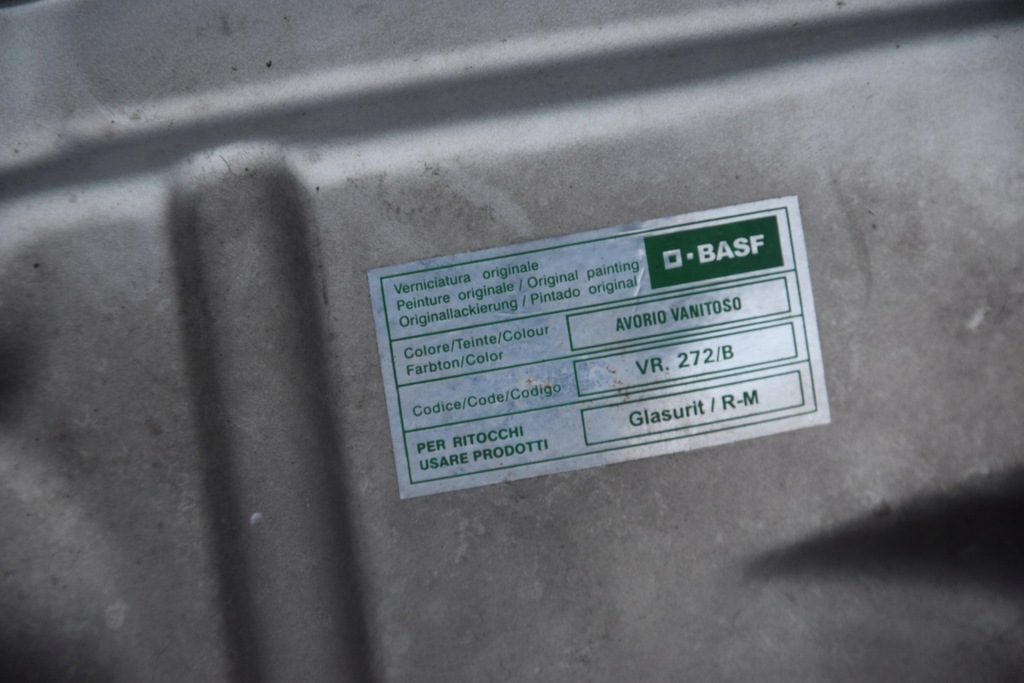 Verniciatura originale
Peinture originale / Original painting
Originallackierung / Pintado original
BASF
Colore/Teinte/Colour
Farbton/Color
AVORIO VANITOSO
Codice/Code/Codigo
VR. 272/B
PER RITOCCHI
USARE PRODOTTI
Glasurit / R-M